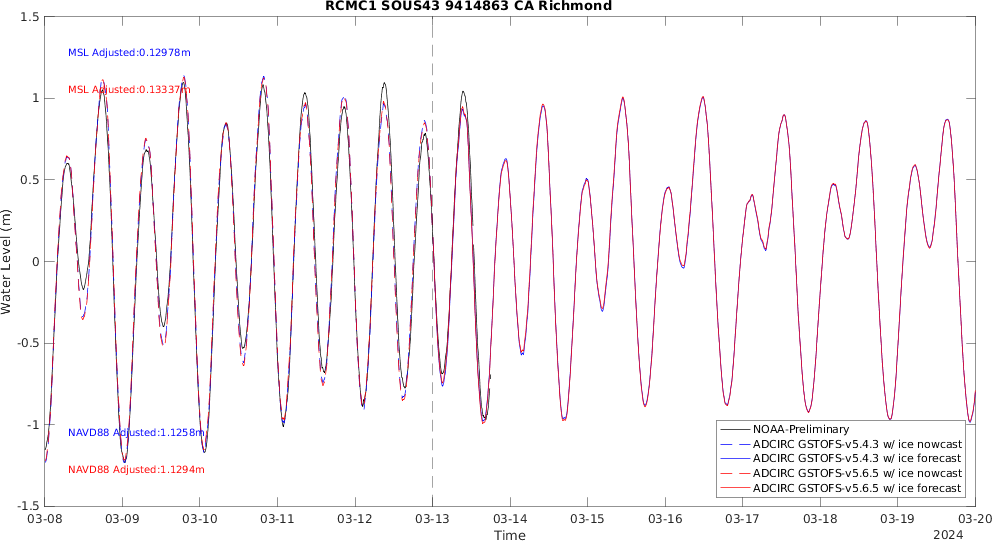 RCMC1 SOUS43 9414863 CA Richmond
1.5
1
0.5
0
-0.5
-1
-1.5
Water Level (m)
MSL Adjusted:0.12978m
MSL Adjusted:0.13337m
NAVD88 Adjusted:1.1258m
NAVD88 Adjusted:1.1294m
NOAA-Preliminary
ADCIRC GSTOFS-v5.4.3 w/ ice nowcast
ADCIRC GSTOFS-v5.4.3 w/ ice forecast
ADCIRC GSTOFS-v5.6.5 w/ ice nowcast
ADCIRC GSTOFS-v5.6.5 w/ ice forecast
03-08 03-09 03-10 03-11 03-12 03-13 03-14 03-15 03-16 03-17 03-18 03-19 03-20
Time
2024